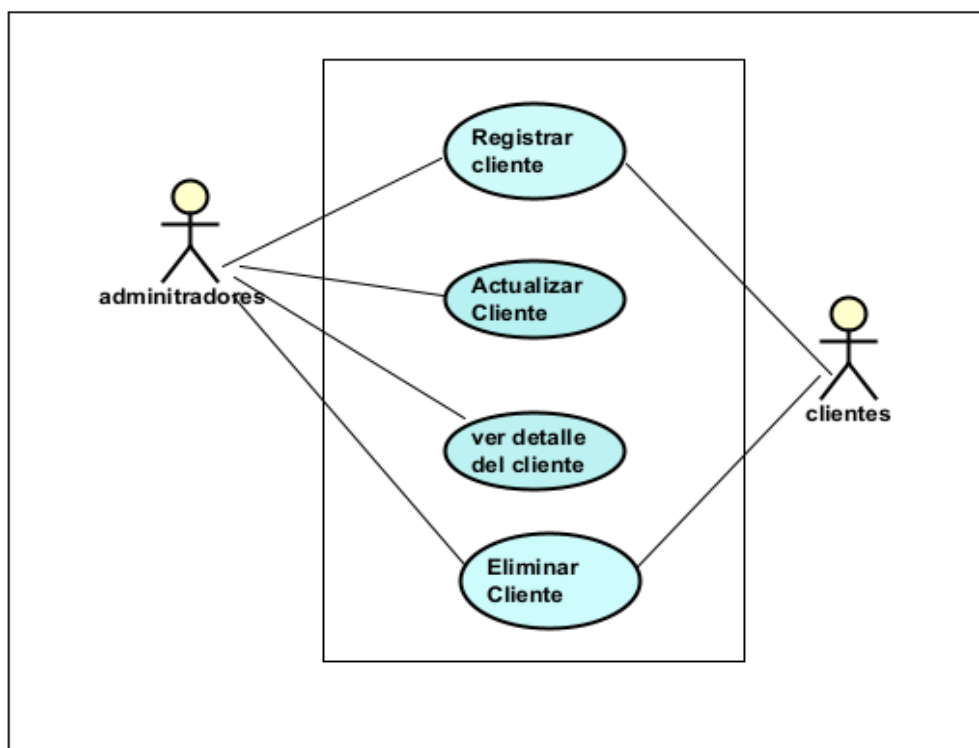 Registrar
cliente
adminitradores
Actualizar
Cliente
clientes
ver detalle
del cliente
Eliminar
Cliente